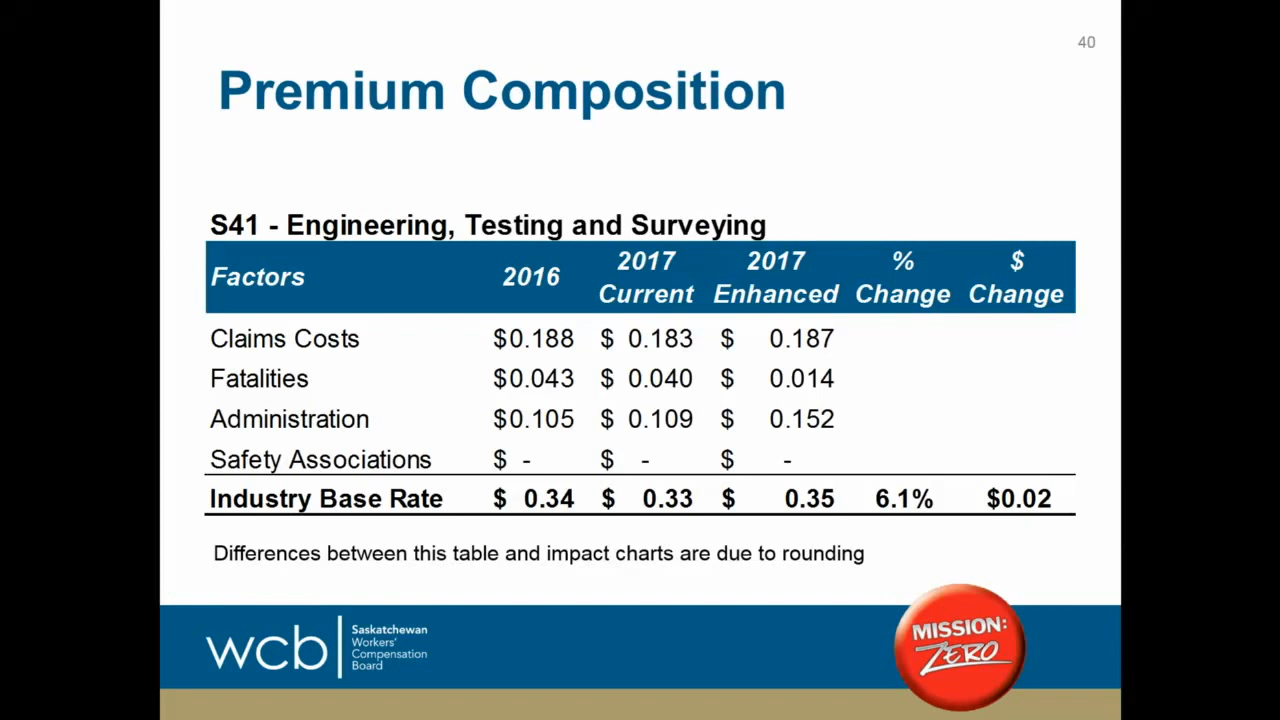 40
Premium Composition
S41 - Engineering, Testing and Surveying
Factors 2016 2017 Current 2017 Enhanced % Change $ Change
Claims Costs $0.188 $ 0.183 $ 0.187
Fatalities $0.043 $ 0.040 $ 0.014
Administration $0.105 $ 0.109 $ 0.152
Safety Associations $ - $ - $ -
Industry Base Rate $ 0.34 $ 0.33 $ 0.35 6.1% $0.02
Differences between this table and impact charts are due to rounding
wcb
Saskatchewan
Workers'
Compensation
Board
MISSION:
ZERO